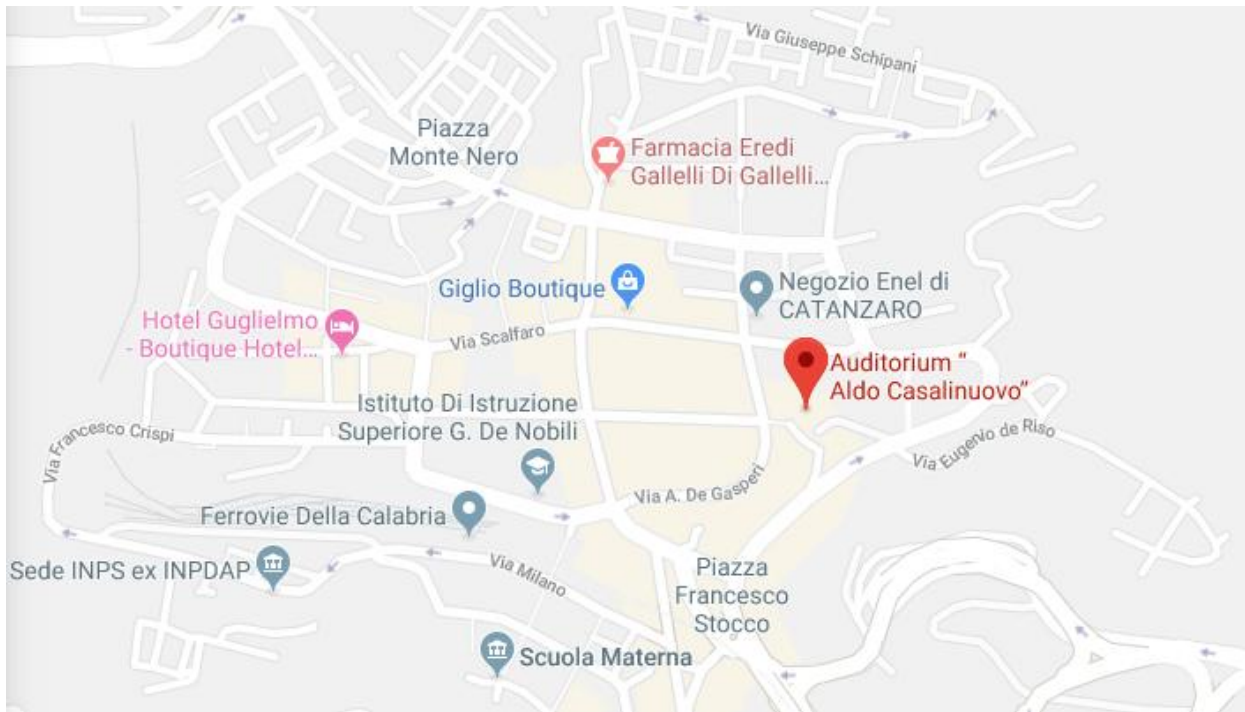 Via Giuseppe Schipani
Piazza
Monte Nero
Farmacia Eredi
Gallelli Di Gallelli...
Giglio Boutique
Negozio Enel di
CATANZARO
Hotel Guglielmo
- Boutique Hotel...
Via Scalfaro
Auditorium “
Aldo Casalinuovo”
Istituto Di Istruzione
Superiore G. De Nobili
Via Francesco Crispi
Via Eugenio de Riso
Via A. De Gasperi
Ferrovie Della Calabria
Sede INPS ex INPDAP
Via Milano
Piazza
Francesco
Stocco
Scuola Materna